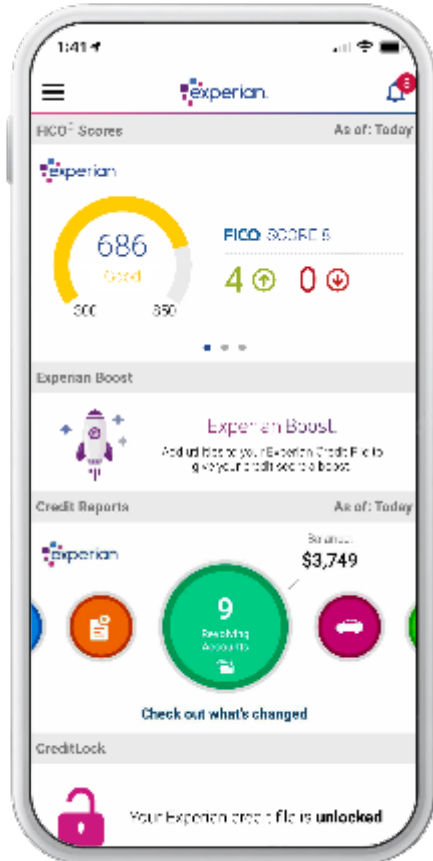 1:41
experian.
8
FICO® Scores As of: Today
experian
686
Good
300 850
FICO SCORE 8
4 0
Experian Boost
Experian Boost.
Add utilities to your Experian Credit File to
give your credit score a boost
Credit Reports As of: Today
experian
Balance:
$3,749
9
Revolving
Accounts
Check out what's changed
CreditLock
Your Experian credit file is unlocked